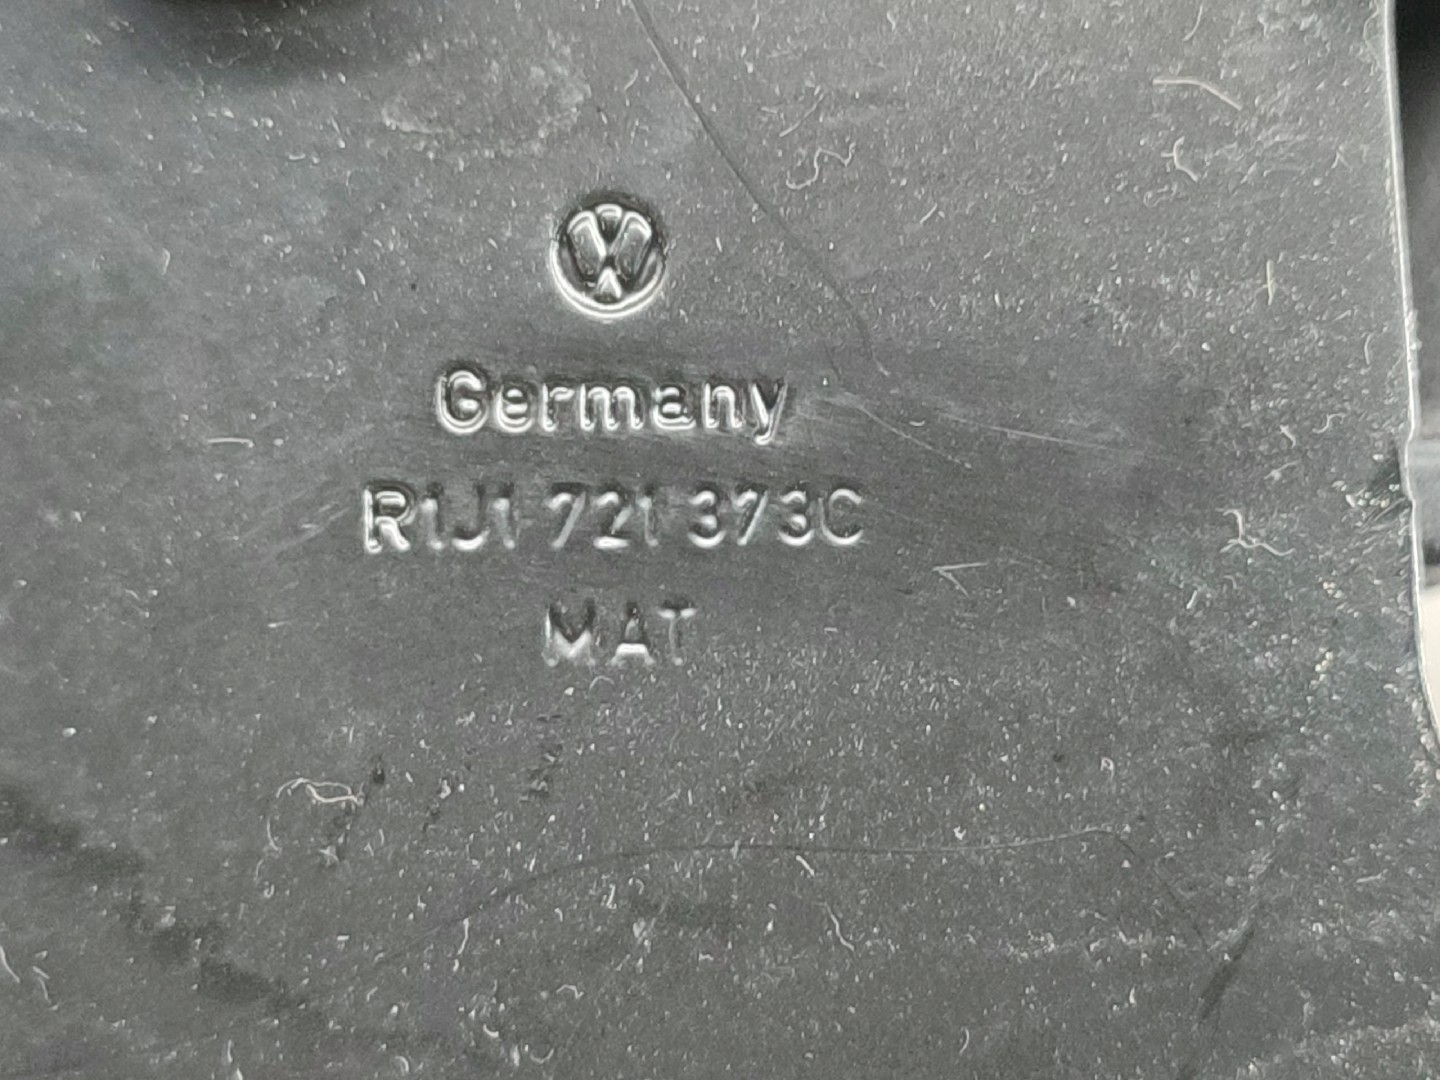 Germany
R1J1 721 373C
MAT